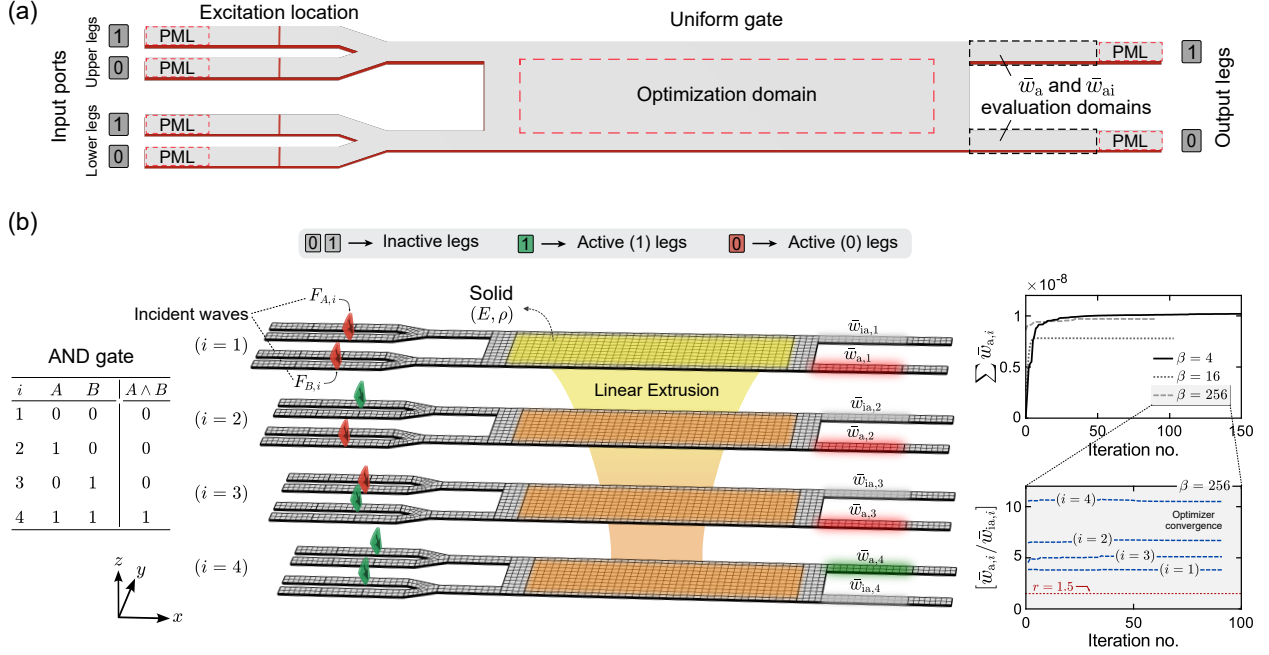 (a)
Excitation location
Uniform gate
Input ports
Upper legs
Lower legs
1 PML
0 PML
1 PML
0 PML
Optimization domain
w̄a and w̄ai
evaluation domains
PML 1
PML 0
Output legs
(b)
0 1 → Inactive legs
1 → Active (1) legs
0 → Active (0) legs
AND gate
i A B A ∧ B
1 0 0 0
2 1 0 0
3 0 1 0
4 1 1 1
z
y
x
Incident waves
F_{A,i}
F_{B,i}
Solid
(E, ρ)
Linear Extrusion
(i = 1)
w̄_{ia,1}
w̄_{a,1}
(i = 2)
w̄_{ia,2}
w̄_{a,2}
(i = 3)
w̄_{ia,3}
w̄_{a,3}
(i = 4)
w̄_{a,4}
w̄_{ia,4}
×10^{-8}
∑ w̄_{a,i}
1
0.5
0
0 50 100 150
Iteration no.
β = 4
β = 16
β = 256
β = 256
[w̄_{a,i}/w̄_{ia,i}]
10
5
0
(i = 4)
Optimizer
convergence
(i = 2)
(i = 3)
(i = 1)
r = 1.5
0 50 100
Iteration no.